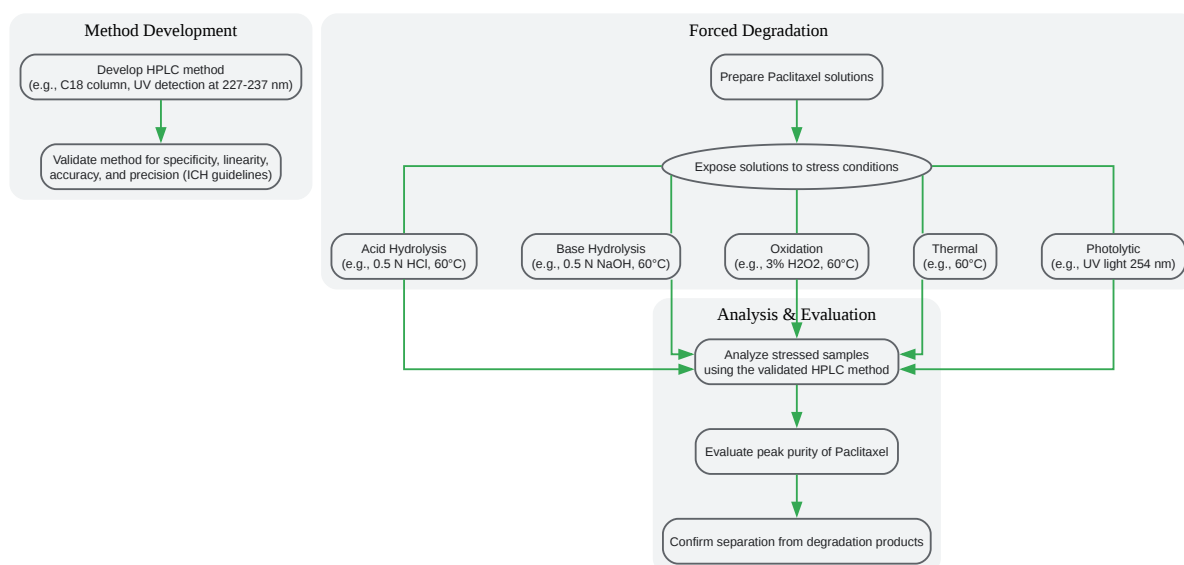 Method Development
Develop HPLC method
(e.g., C18 column, UV detection at 227-237 nm)
Validate method for specificity, linearity,
accuracy, and precision (ICH guidelines)
Forced Degradation
Prepare Paclitaxel solutions
Expose solutions to stress conditions
Acid Hydrolysis
(e.g., 0.5 N HCl, 60°C)
Base Hydrolysis
(e.g., 0.5 N NaOH, 60°C)
Oxidation
(e.g., 3% H2O2, 60°C)
Thermal
(e.g., 60°C)
Photolytic
(e.g., UV light 254 nm)
Analysis & Evaluation
Analyze stressed samples
using the validated HPLC method
Evaluate peak purity of Paclitaxel
Confirm separation from degradation products